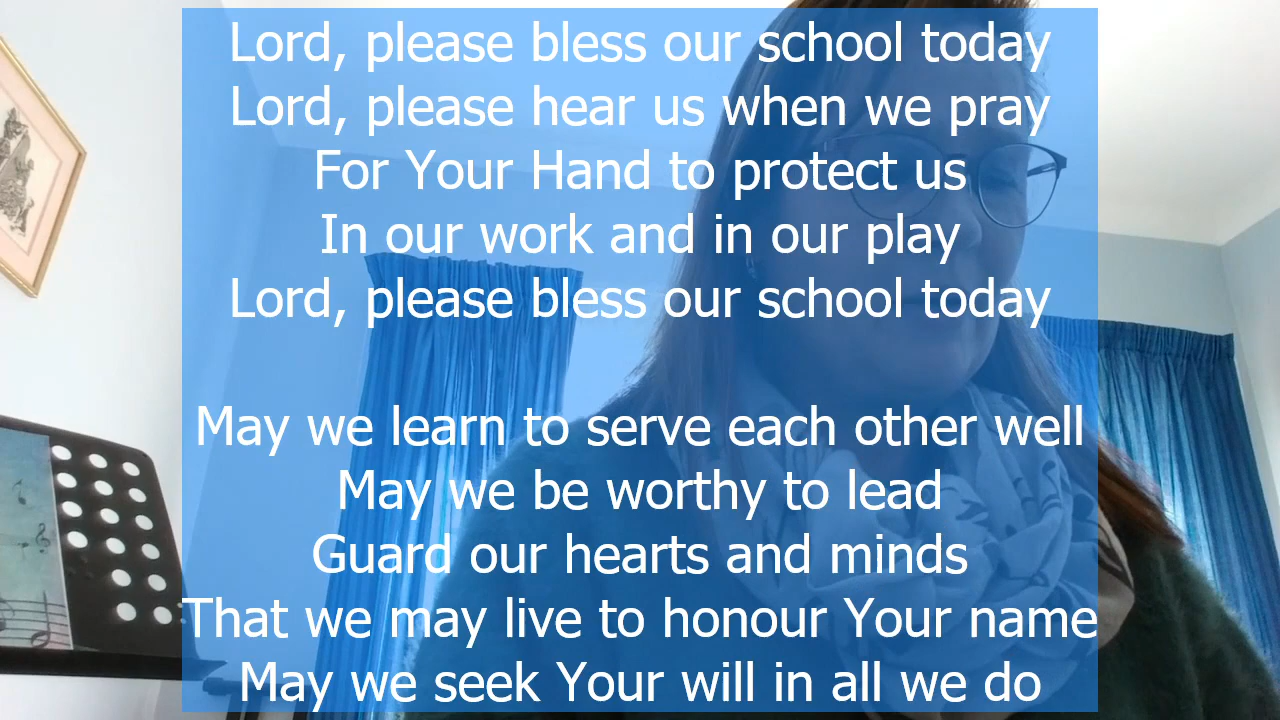 Lord, please bless our school today
Lord, please hear us when we pray
For Your Hand to protect us
In our work and in our play
Lord, please bless our school today
May we learn to serve each other well
May we be worthy to lead
Guard our hearts and minds
That we may live to honour Your name
May we seek Your will in all we do